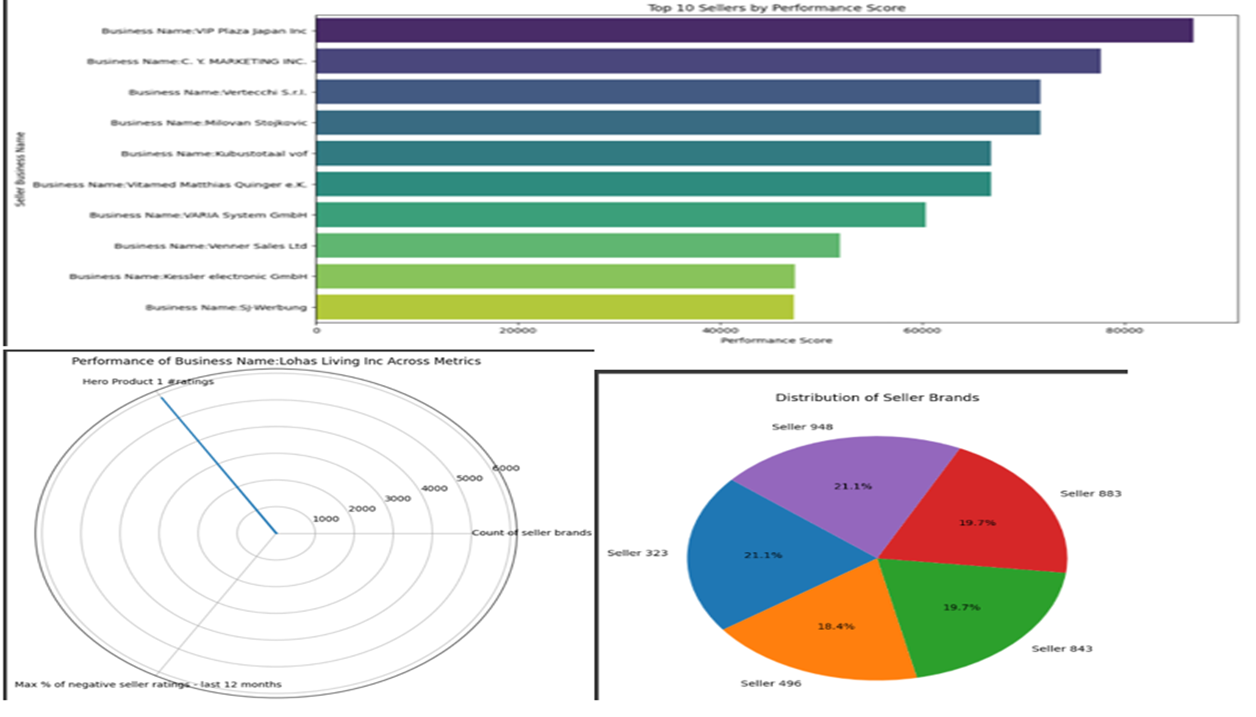 Top 10 Sellers by Performance Score
Seller Business Name
Business Name:VIP Plaza Japan Inc
Business Name:C. Y. MARKETING INC.
Business Name:Vertecchi S.r.l.
Business Name:Milovan Stojkovic
Business Name:Kubustotaal vof
Business Name:Vitamed Matthias Quinger e.K.
Business Name:VARIA System GmbH
Business Name:Venner Sales Ltd
Business Name:Kessler electronic GmbH
Business Name:SJ-Werbung
0 20000 40000 60000 80000
Performance Score
Performance of Business Name:Lohas Living Inc Across Metrics
Hero Product 1 #ratings
6000
5000
4000
3000
2000
1000
Count of seller brands
Max % of negative seller ratings - last 12 months
Distribution of Seller Brands
Seller 948
21.1%
Seller 883
19.7%
Seller 323
21.1%
19.7%
Seller 843
18.4%
Seller 496